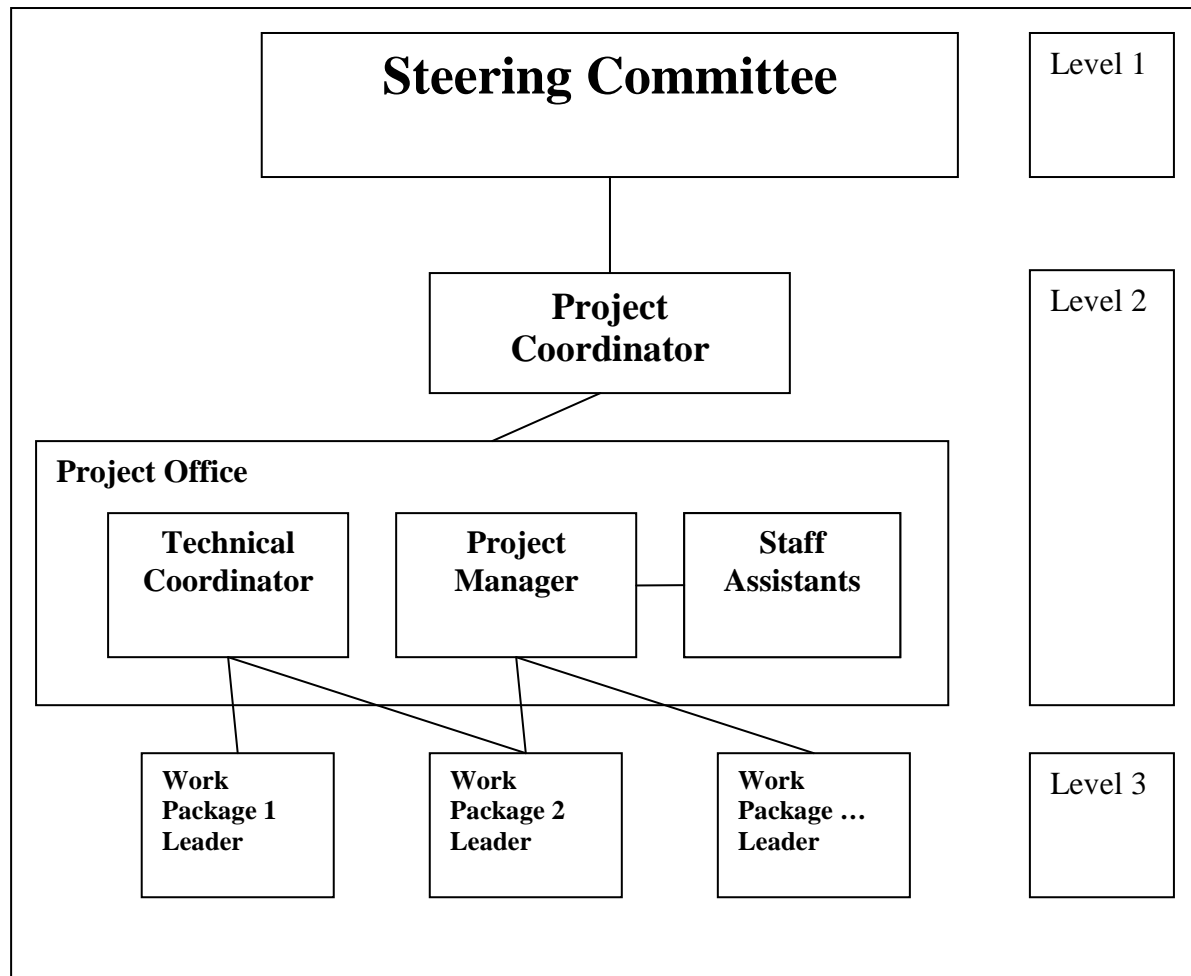 Steering Committee
Level 1
Project
Coordinator
Level 2
Project Office
Technical
Coordinator
Project
Manager
Staff
Assistants
Work
Package 1
Leader
Work
Package 2
Leader
Work
Package …
Leader
Level 3